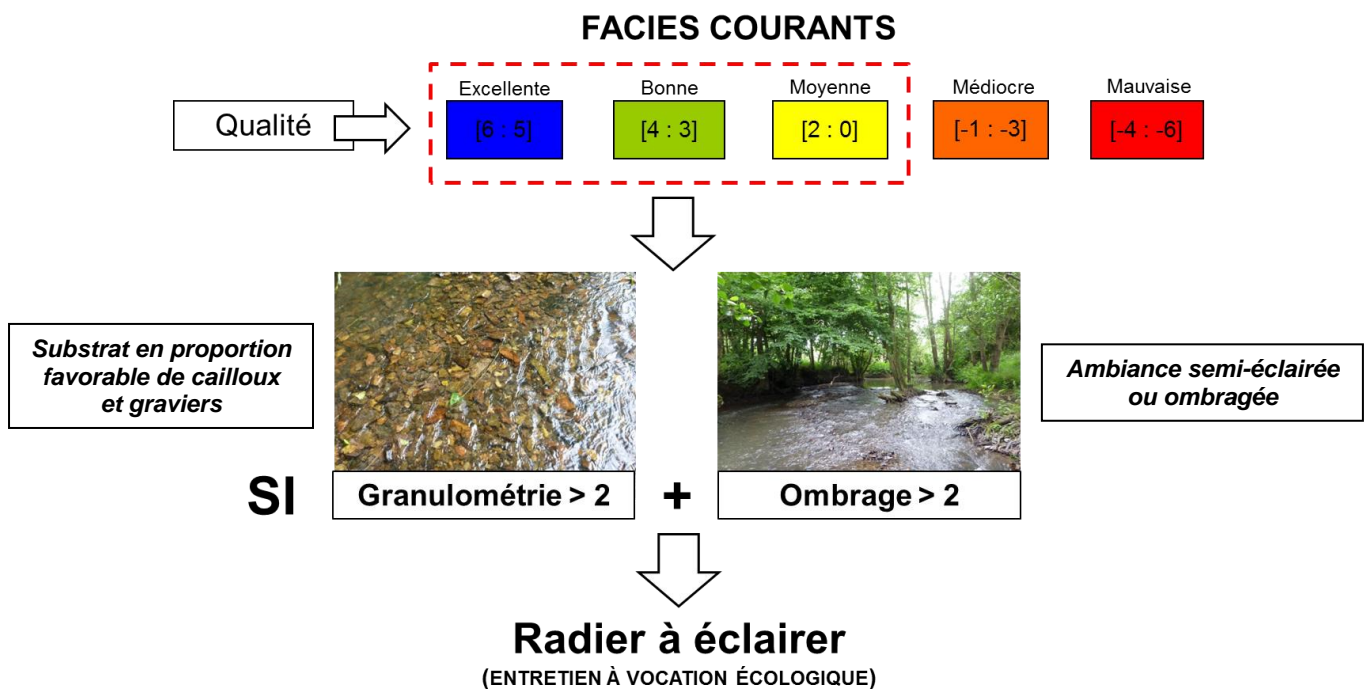 FACIES COURANTS
Excellente
Bonne
Moyenne
Médiocre
Mauvaise
Qualité
[6 : 5]
[4 : 3]
[2 : 0]
[-1 : -3]
[-4 : -6]
Substrat en proportion
favorable de cailloux
et graviers
Ambiance semi-éclairée
ou ombragée
SI
Granulométrie > 2
+
Ombrage > 2
Radier à éclairer
(ENTRETIEN À VOCATION ÉCOLOGIQUE)